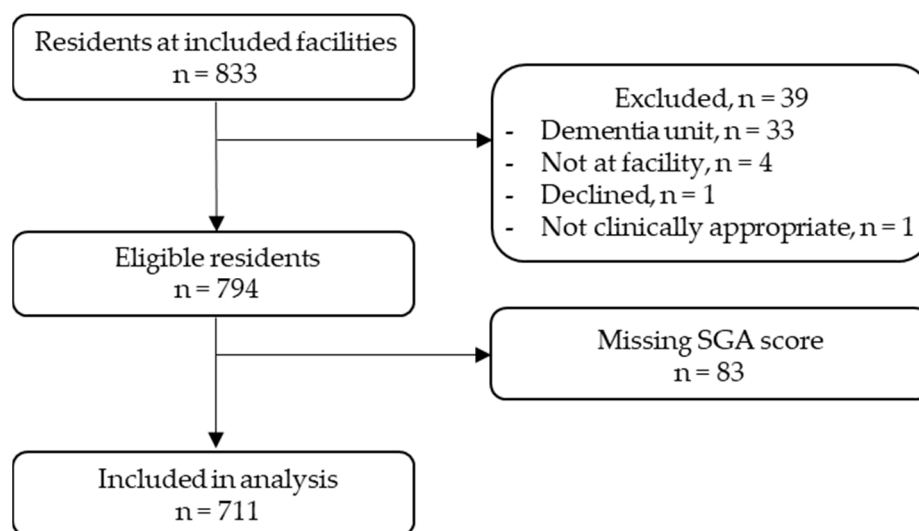 Residents at included facilities
n = 833
Excluded, n = 39
- Dementia unit, n = 33
- Not at facility, n = 4
- Declined, n = 1
- Not clinically appropriate, n = 1
Eligible residents
n = 794
Missing SGA score
n = 83
Included in analysis
n = 711